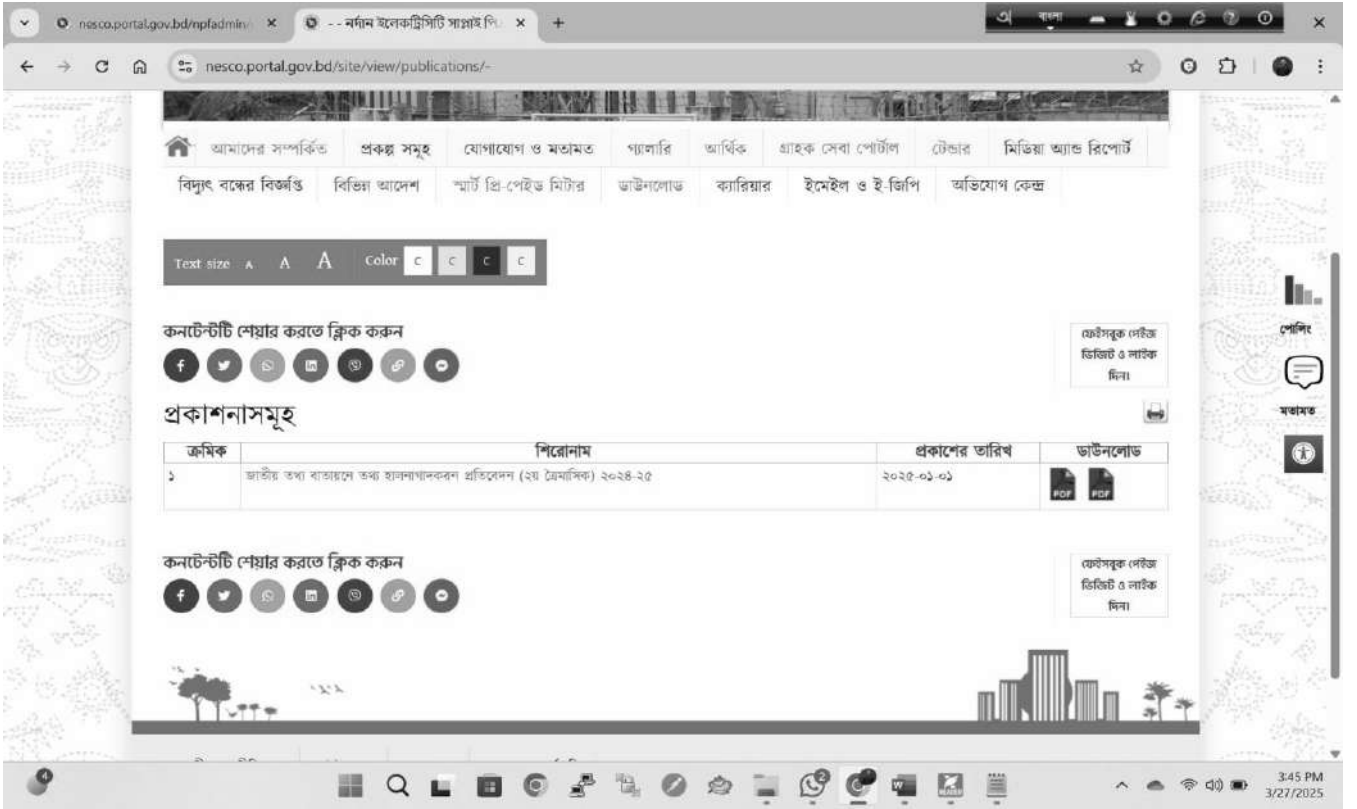 nesco.portal.gov.bd/npfadmin/
- - নর্দান ইলেকট্রিসিটি সাপ্লাই পি
বাংলা
nesco.portal.gov.bd/site/view/publications/-
আমাদের সম্পর্কিত প্রকল্প সমূহ যোগাযোগ ও মতামত গ্যালারি আর্থিক গ্রাহক সেবা পোর্টাল টেন্ডার মিডিয়া অ্যান্ড রিপোর্ট
বিদ্যুৎ বন্ধের বিজ্ঞপ্তি বিভিন্ন আদেশ স্মার্ট প্রি-পেইড মিটার ডাউনলোড ক্যারিয়ার ইমেইল ও ই-জিপি অভিযোগ কেন্দ্র
Text size A A A Color C C C C
কনটেন্টটি শেয়ার করতে ক্লিক করুন
ফেইসবুক পেইজ
ভিজিট ও লাইক
দিন।
পোলিং
মতামত
প্রকাশনাসমূহ
ক্রমিক শিরোনাম প্রকাশের তারিখ ডাউনলোড
১ জাতীয় তথ্য বাতায়নে তথ্য হালনাগাদকরন প্রতিবেদন (২য় ত্রৈমাসিক) ২০২৪-২৫ ২০২৫-০১-০১ PDF PDF
কনটেন্টটি শেয়ার করতে ক্লিক করুন
ফেইসবুক পেইজ
ভিজিট ও লাইক
দিন।
4
2
READER
3:45 PM
3/27/2025